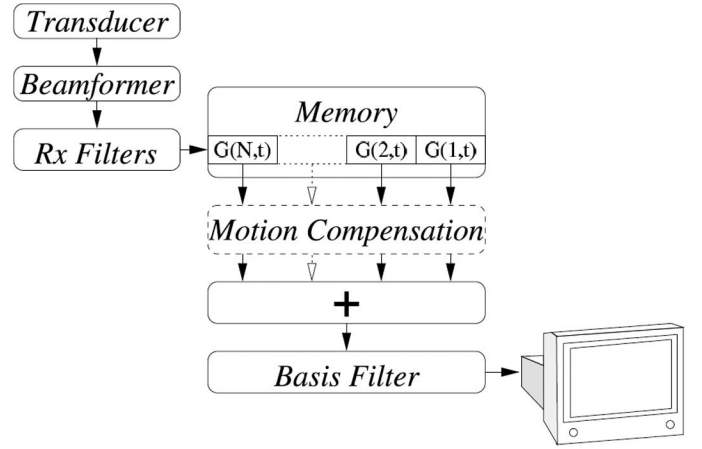 Transducer
Beamformer
Rx Filters
Memory
G(N,t) G(2,t) G(1,t)
Motion Compensation
+
Basis Filter